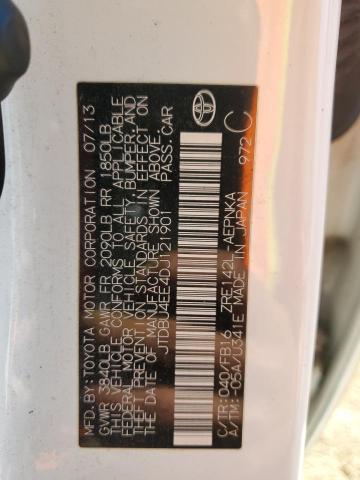 MFD.BY:TOYOTA MOTOR CORPORATION 07/13
GVWR 3840LB GAWR FR 2090LB RR 1850LB
THIS VEHICLE CONFORMS TO ALL APPLICABLE
FEDERAL MOTOR VEHICLE SAFETY, BUMPER, AND
THEFT PREVENTION STANDARDS IN EFFECT ON
THE DATE OF MANUFACTURE SHOWN ABOVE.
JTDBU4EE4DJ121901 PASS.CAR
C/TR:040/FB14 ZRE142L-AEPNKA
A/TM:-05A/U341E MADE IN JAPAN 972 C